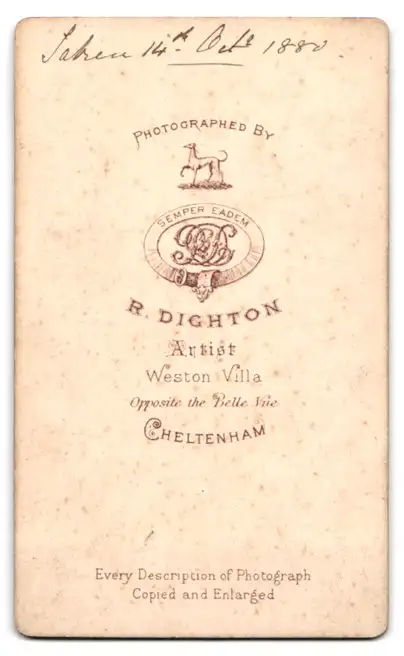 Taken 14th Octr 1880.
PHOTOGRAPHED BY
SEMPER EADEM
R. DIGHTON
Artist
Weston Villa
Opposite the Belle Vue
CHELTENHAM
Every Description of Photograph
Copied and Enlarged